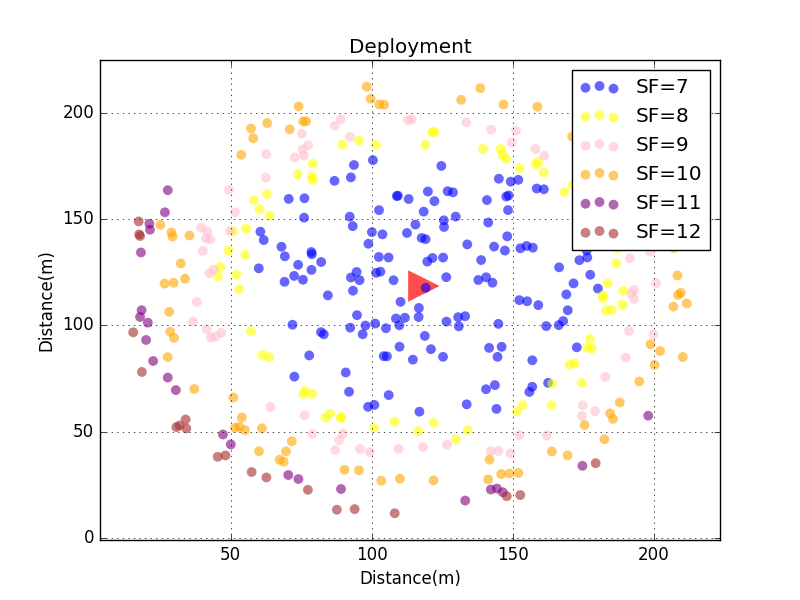 Deployment
SF=7
SF=8
SF=9
SF=10
SF=11
SF=12
200
150
100
50
0
Distance(m)
50
100
150
200
Distance(m)